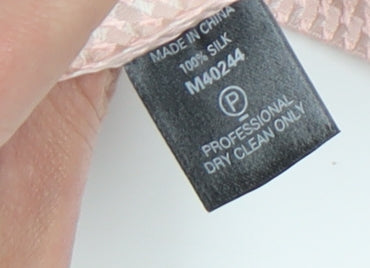 MADE IN CHINA
100% SILK
M40244
P
PROFESSIONAL
DRY CLEAN ONLY